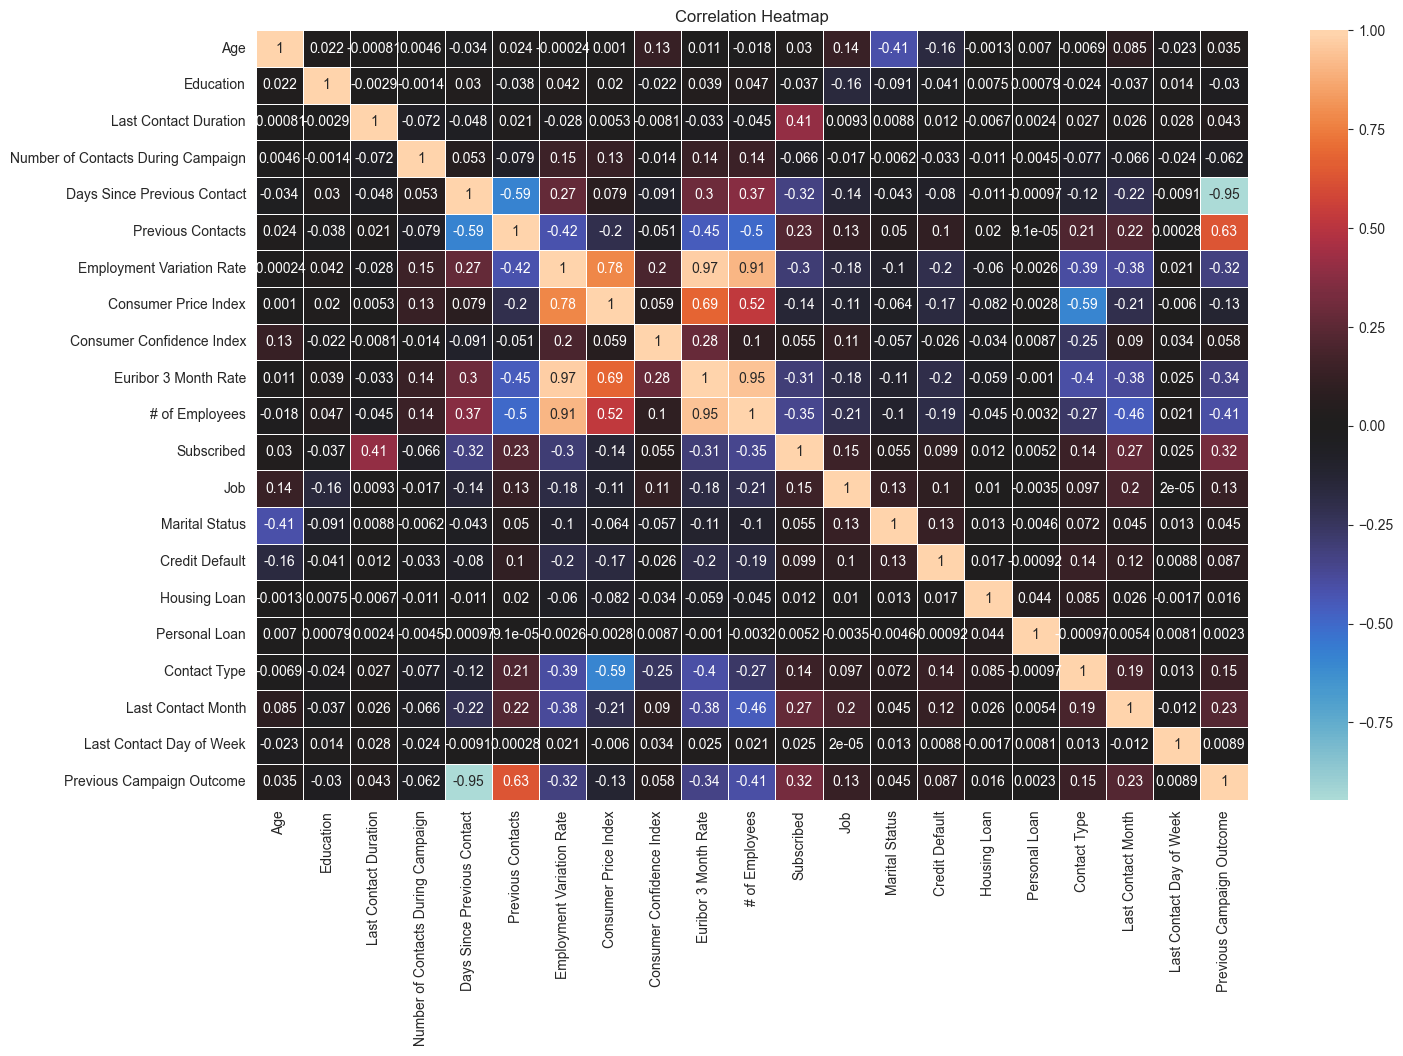 Correlation Heatmap
Age 1 0.022 -0.00081 0.0046 -0.034 0.024 -0.00024 0.001 0.13 0.011 -0.018 0.03 0.14 -0.41 -0.16 -0.0013 0.007 -0.0069 0.085 -0.023 0.035
Education 0.022 1 -0.0029 -0.0014 0.03 -0.038 0.042 0.02 -0.022 0.039 0.047 -0.037 -0.16 -0.091 -0.041 0.0075 0.00079 -0.024 -0.037 0.014 -0.03
Last Contact Duration -0.00081 -0.0029 1 -0.072 -0.048 0.021 -0.028 0.0053 -0.0081 -0.033 -0.045 0.41 0.0093 0.0088 0.012 -0.0067 0.0024 0.027 0.026 0.028 0.043
Number of Contacts During Campaign 0.0046 -0.0014 -0.072 1 0.053 -0.079 0.15 0.13 -0.014 0.14 0.14 -0.066 -0.017 -0.0062 -0.033 -0.011 -0.0045 -0.077 -0.066 -0.024 -0.062
Days Since Previous Contact -0.034 0.03 -0.048 0.053 1 -0.59 0.27 0.079 -0.091 0.3 0.37 -0.32 -0.14 -0.043 -0.08 -0.011 -0.00097 -0.12 -0.22 -0.0091 -0.95
Previous Contacts 0.024 -0.038 0.021 -0.079 -0.59 1 -0.42 -0.2 -0.051 -0.45 -0.5 0.23 0.13 0.05 0.1 0.02 9.1e-05 0.21 0.22 0.00028 0.63
Employment Variation Rate -0.00024 0.042 -0.028 0.15 0.27 -0.42 1 0.78 0.2 0.97 0.91 -0.3 -0.18 -0.1 -0.2 -0.06 -0.0026 -0.39 -0.38 0.021 -0.32
Consumer Price Index 0.001 0.02 0.0053 0.13 0.079 -0.2 0.78 1 0.059 0.69 0.52 -0.14 -0.11 -0.064 -0.17 -0.082 -0.0028 -0.59 -0.21 -0.006 -0.13
Consumer Confidence Index 0.13 -0.022 -0.0081 -0.014 -0.091 -0.051 0.2 0.059 1 0.28 0.1 0.055 0.11 -0.057 -0.026 -0.034 0.0087 -0.25 0.09 0.034 0.058
Euribor 3 Month Rate 0.011 0.039 -0.033 0.14 0.3 -0.45 0.97 0.69 0.28 1 0.95 -0.31 -0.18 -0.11 -0.2 -0.059 -0.001 -0.4 -0.38 0.025 -0.34
# of Employees -0.018 0.047 -0.045 0.14 0.37 -0.5 0.91 0.52 0.1 0.95 1 -0.35 -0.21 -0.1 -0.19 -0.045 -0.0032 -0.27 -0.46 0.021 -0.41
Subscribed 0.03 -0.037 0.41 -0.066 -0.32 0.23 -0.3 -0.14 0.055 -0.31 -0.35 1 0.15 0.055 0.099 0.012 0.0052 0.14 0.27 0.025 0.32
Job 0.14 -0.16 0.0093 -0.017 -0.14 0.13 -0.18 -0.11 0.11 -0.18 -0.21 0.15 1 0.13 0.1 0.01 -0.0035 0.097 0.2 2e-05 0.13
Marital Status -0.41 -0.091 0.0088 -0.0062 -0.043 0.05 -0.1 -0.064 -0.057 -0.11 -0.1 0.055 0.13 1 0.13 0.013 -0.0046 0.072 0.045 0.013 0.045
Credit Default -0.16 -0.041 0.012 -0.033 -0.08 0.1 -0.2 -0.17 -0.026 -0.2 -0.19 0.099 0.1 0.13 1 0.017 -0.00092 0.14 0.12 0.0088 0.087
Housing Loan -0.0013 0.0075 -0.0067 -0.011 -0.011 0.02 -0.06 -0.082 -0.034 -0.059 -0.045 0.012 0.01 0.013 0.017 1 0.044 0.085 0.026 -0.0017 0.016
Personal Loan 0.007 0.00079 0.0024 -0.0045 -0.00097 9.1e-05 -0.0026 -0.0028 0.0087 -0.001 -0.0032 0.0052 -0.0035 -0.0046 -0.00092 0.044 1 -0.00097 0.0054 0.0081 0.0023
Contact Type -0.0069 -0.024 0.027 -0.077 -0.12 0.21 -0.39 -0.59 -0.25 -0.4 -0.27 0.14 0.097 0.072 0.14 0.085 -0.00097 1 0.19 0.013 0.15
Last Contact Month 0.085 -0.037 0.026 -0.066 -0.22 0.22 -0.38 -0.21 0.09 -0.38 -0.46 0.27 0.2 0.045 0.12 0.026 0.0054 0.19 1 -0.012 0.23
Last Contact Day of Week -0.023 0.014 0.028 -0.024 -0.0091 0.00028 0.021 -0.006 0.034 0.025 0.021 0.025 2e-05 0.013 0.0088 -0.0017 0.0081 0.013 -0.012 1 0.0089
Previous Campaign Outcome 0.035 -0.03 0.043 -0.062 -0.95 0.63 -0.32 -0.13 0.058 -0.34 -0.41 0.32 0.13 0.045 0.087 0.016 0.0023 0.15 0.23 0.0089 1
Age
Education
Last Contact Duration
Number of Contacts During Campaign
Days Since Previous Contact
Previous Contacts
Employment Variation Rate
Consumer Price Index
Consumer Confidence Index
Euribor 3 Month Rate
# of Employees
Subscribed
Job
Marital Status
Credit Default
Housing Loan
Personal Loan
Contact Type
Last Contact Month
Last Contact Day of Week
Previous Campaign Outcome
1.00
0.75
0.50
0.25
0.00
−0.25
−0.50
−0.75